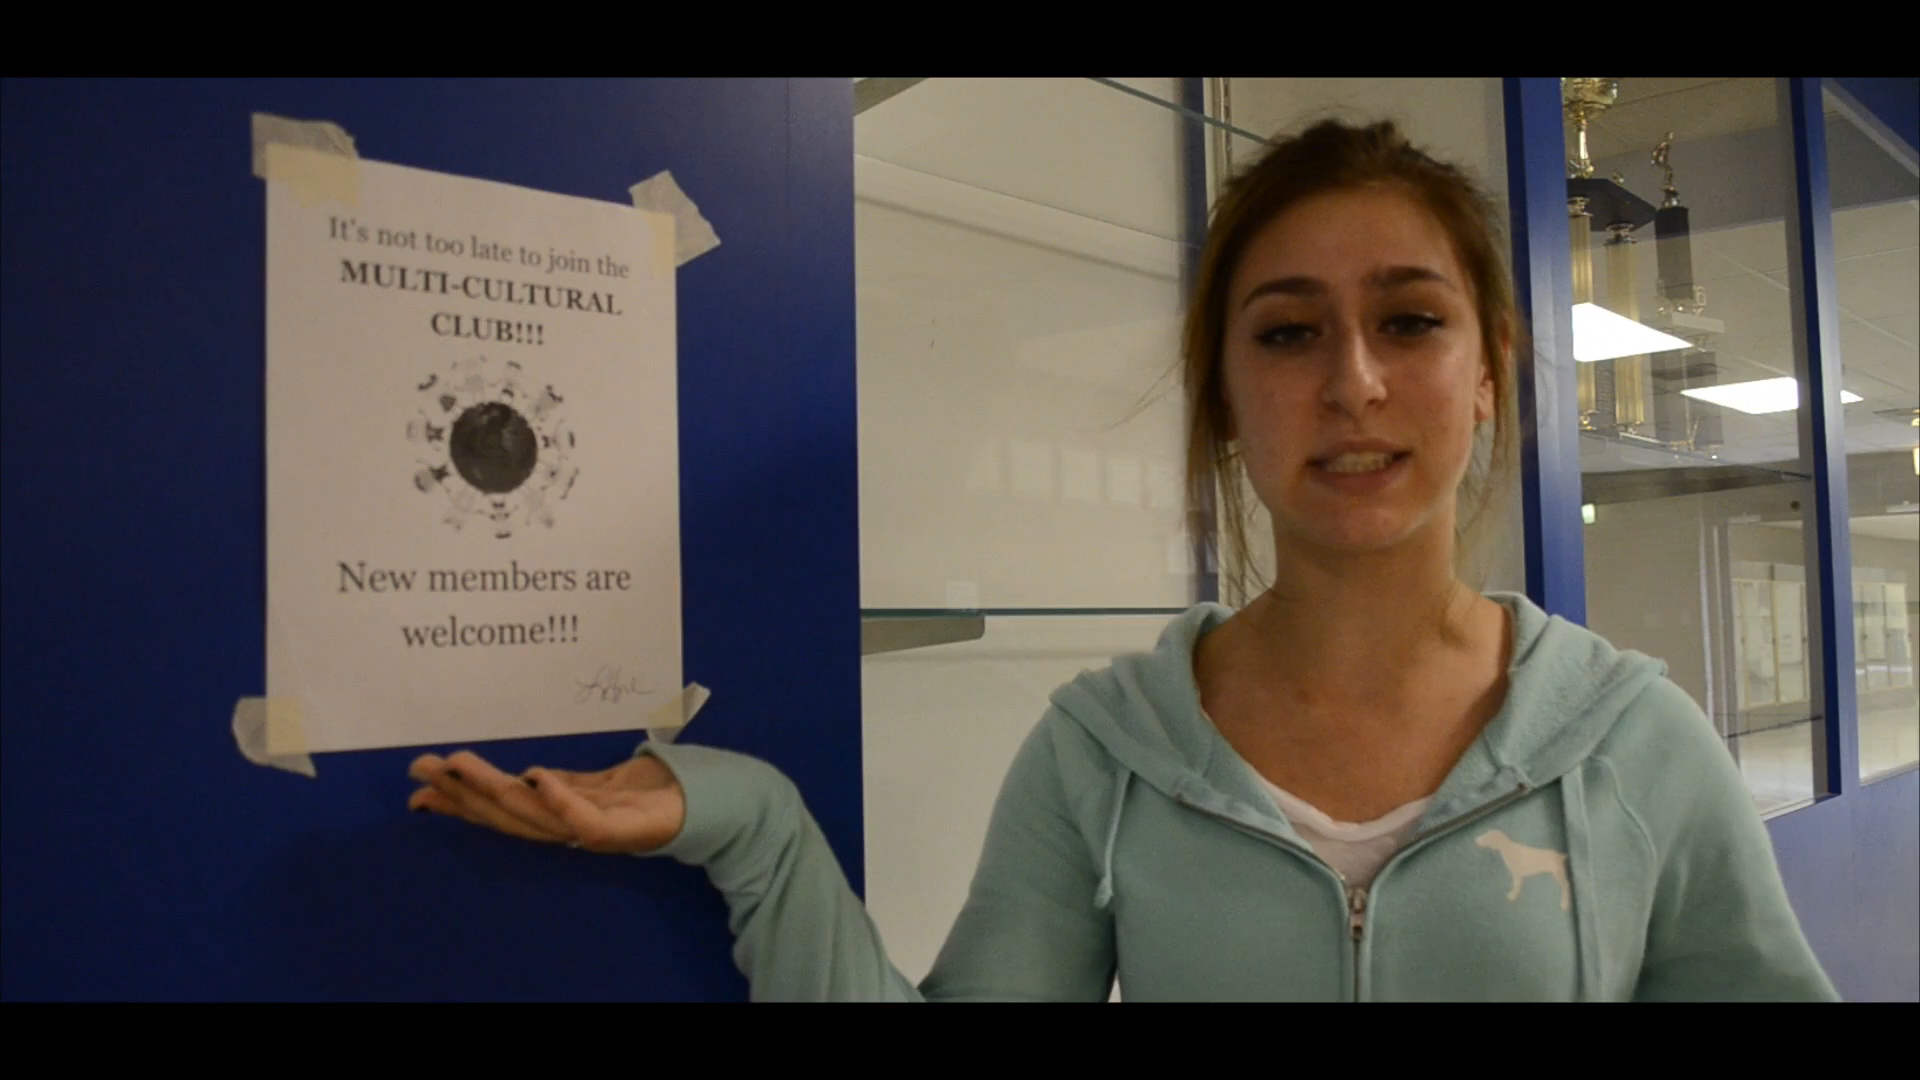 It's not too late to join the
MULTI-CULTURAL
CLUB!!!
New members are
welcome!!!